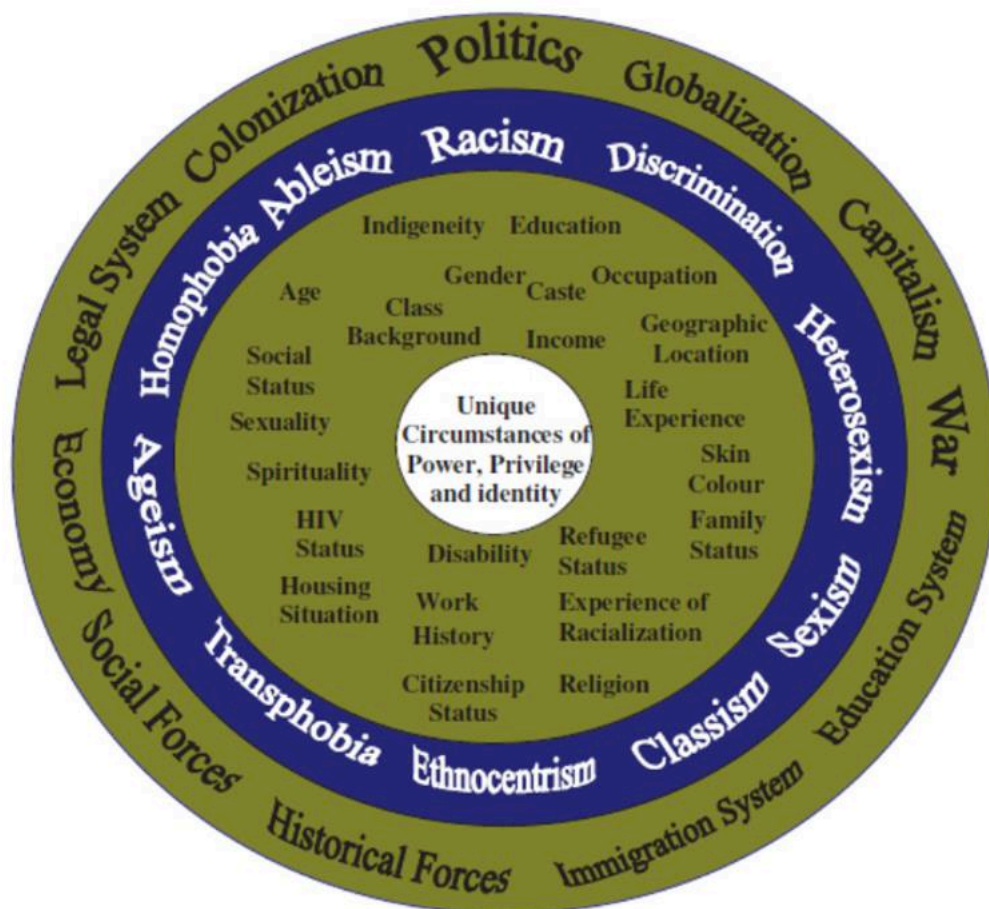 Politics
Globalization
Capitalism
War
Education System
Immigration System
Historical Forces
Social Forces
Economy
Legal System
Colonization
Racism
Discrimination
Heterosexism
Sexism
Classism
Ethnocentrism
Transphobia
Ageism
Homophobia
Ableism
Indigeneity
Education
Age
Gender
Caste
Occupation
Class
Background
Income
Geographic
Location
Social
Status
Life
Experience
Sexuality
Spirituality
Skin
Colour
HIV
Status
Disability
Refugee
Status
Family
Status
Housing
Situation
Work
History
Experience of
Racialization
Citizenship
Status
Religion
Unique
Circumstances of
Power, Privilege
and identity